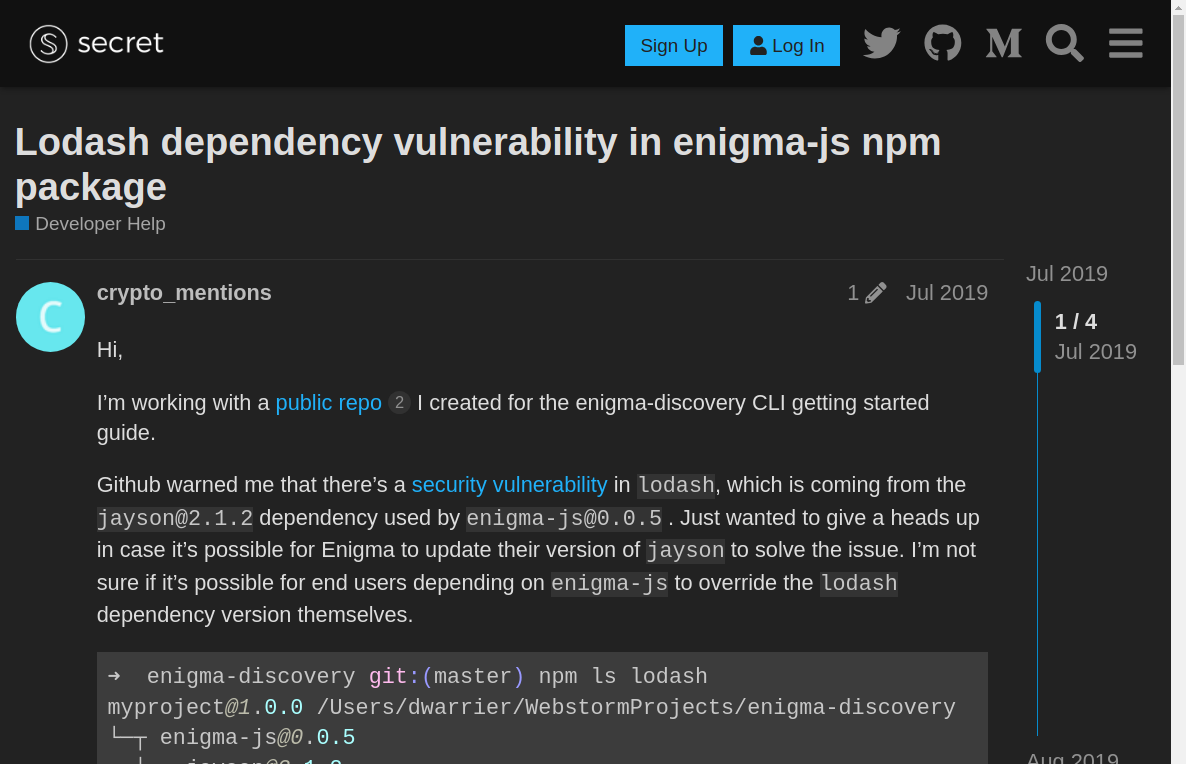 secret
Sign Up
Log In
Lodash dependency vulnerability in enigma-js npm
package
Developer Help
C
crypto_mentions
1
Jul 2019
Jul 2019
1 / 4
Jul 2019
Hi,
I’m working with a public repo 2 I created for the enigma-discovery CLI getting started
guide.
Github warned me that there’s a security vulnerability in lodash, which is coming from the
jayson@2.1.2 dependency used by enigma-js@0.0.5 . Just wanted to give a heads up
in case it’s possible for Enigma to update their version of jayson to solve the issue. I’m not
sure if it’s possible for end users depending on enigma-js to override the lodash
dependency version themselves.
➜  enigma-discovery git:(master) npm ls lodash
myproject@1.0.0 /Users/dwarrier/WebstormProjects/enigma-discovery
└─┬ enigma-js@0.0.5
Aug 2019